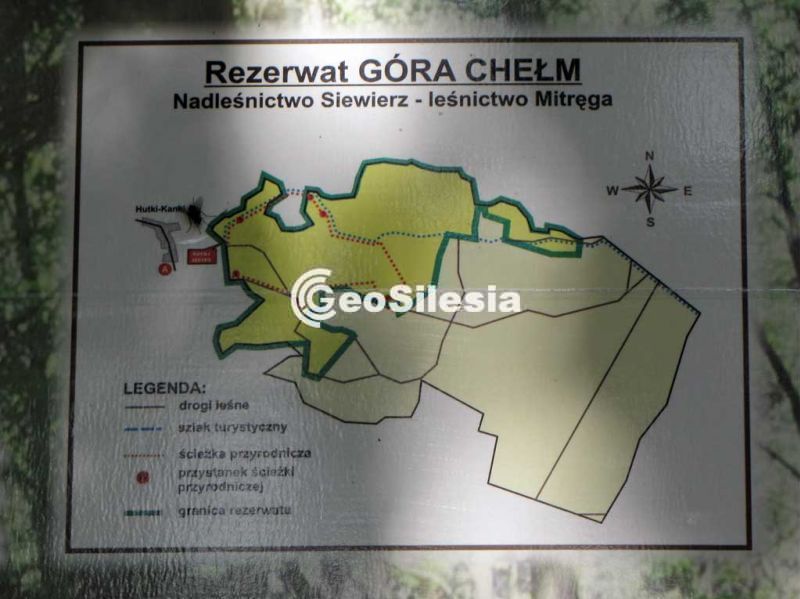 Rezerwat GÓRA CHEŁM
Nadleśnictwo Siewierz - leśnictwo Mitręga
N
W E
S
Hutki-Kanki
A
GeoSilesia
LEGENDA:
drogi leśne
szlak turystyczny
ścieżka przyrodnicza
przystanek ścieżki
przyrodniczej
granica rezerwatu